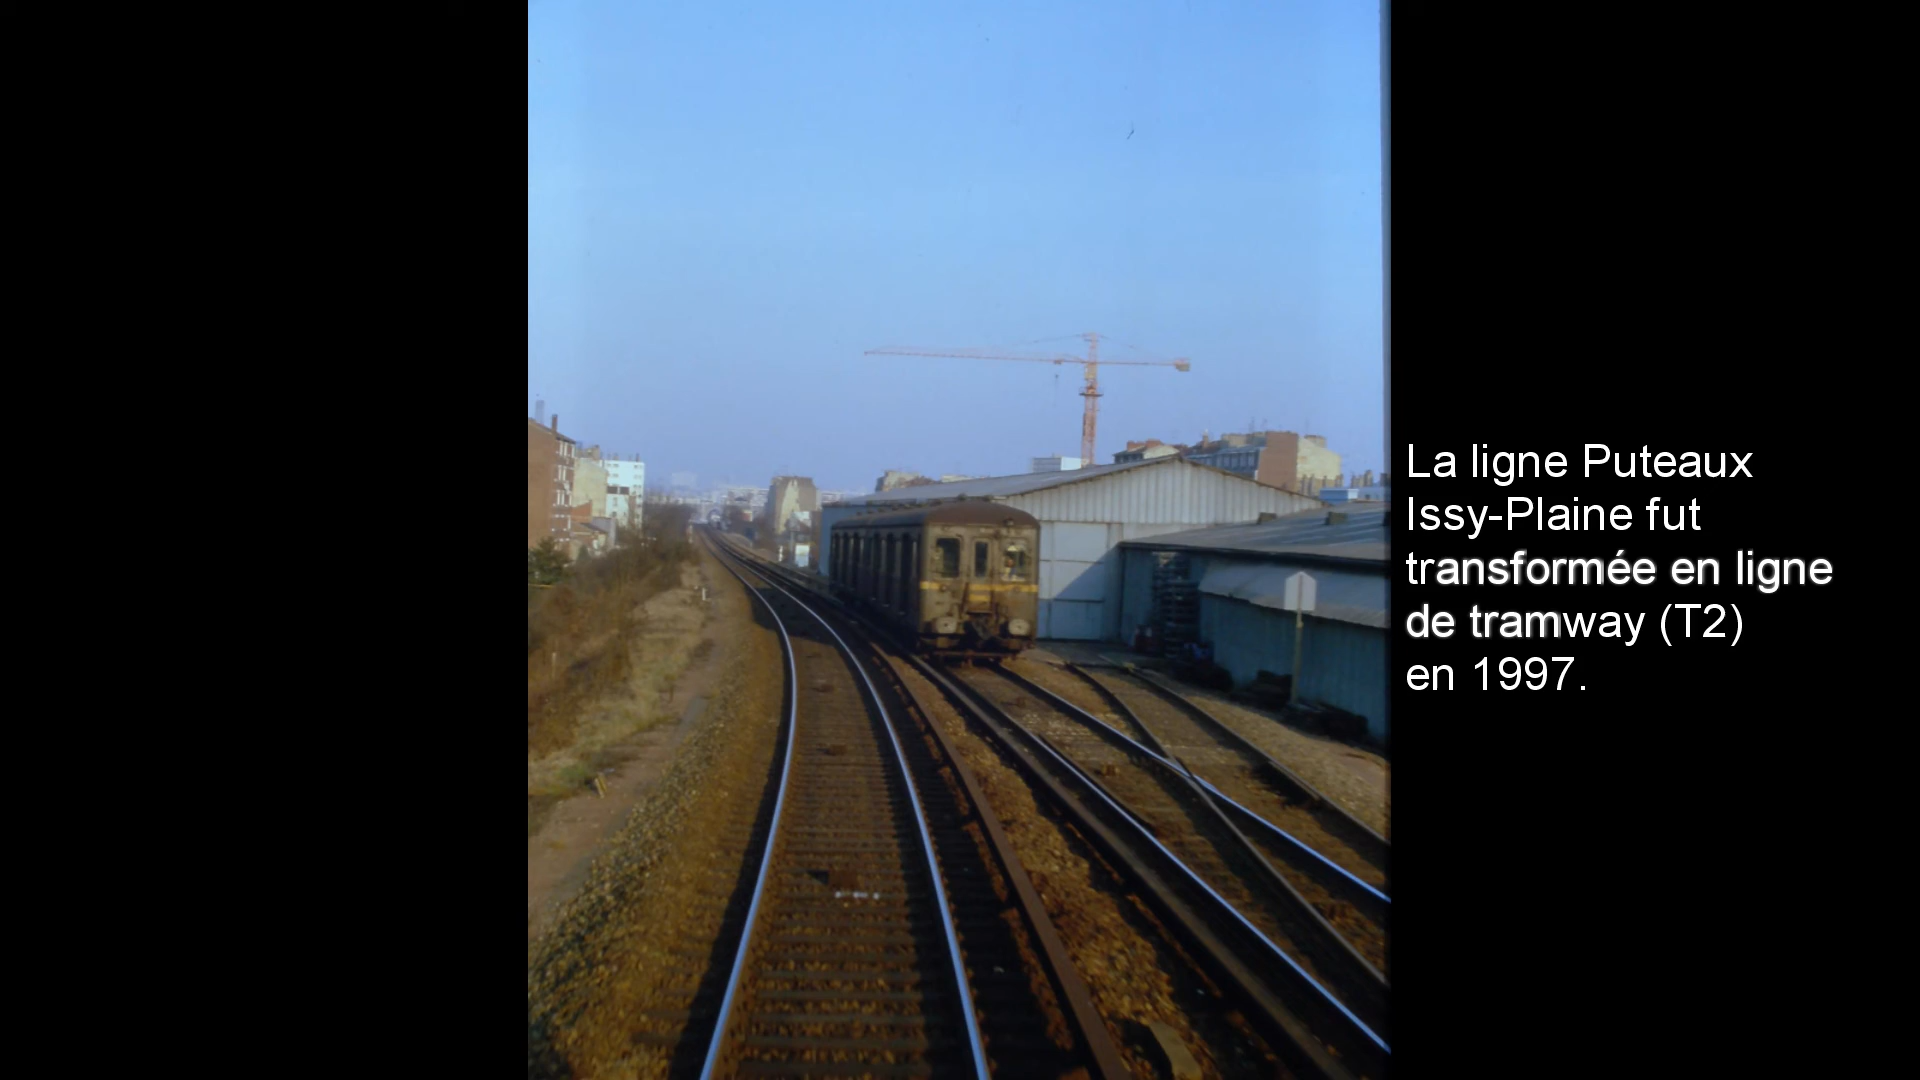 La ligne Puteaux
Issy-Plaine fut
transformée en ligne
de tramway (T2)
en 1997.